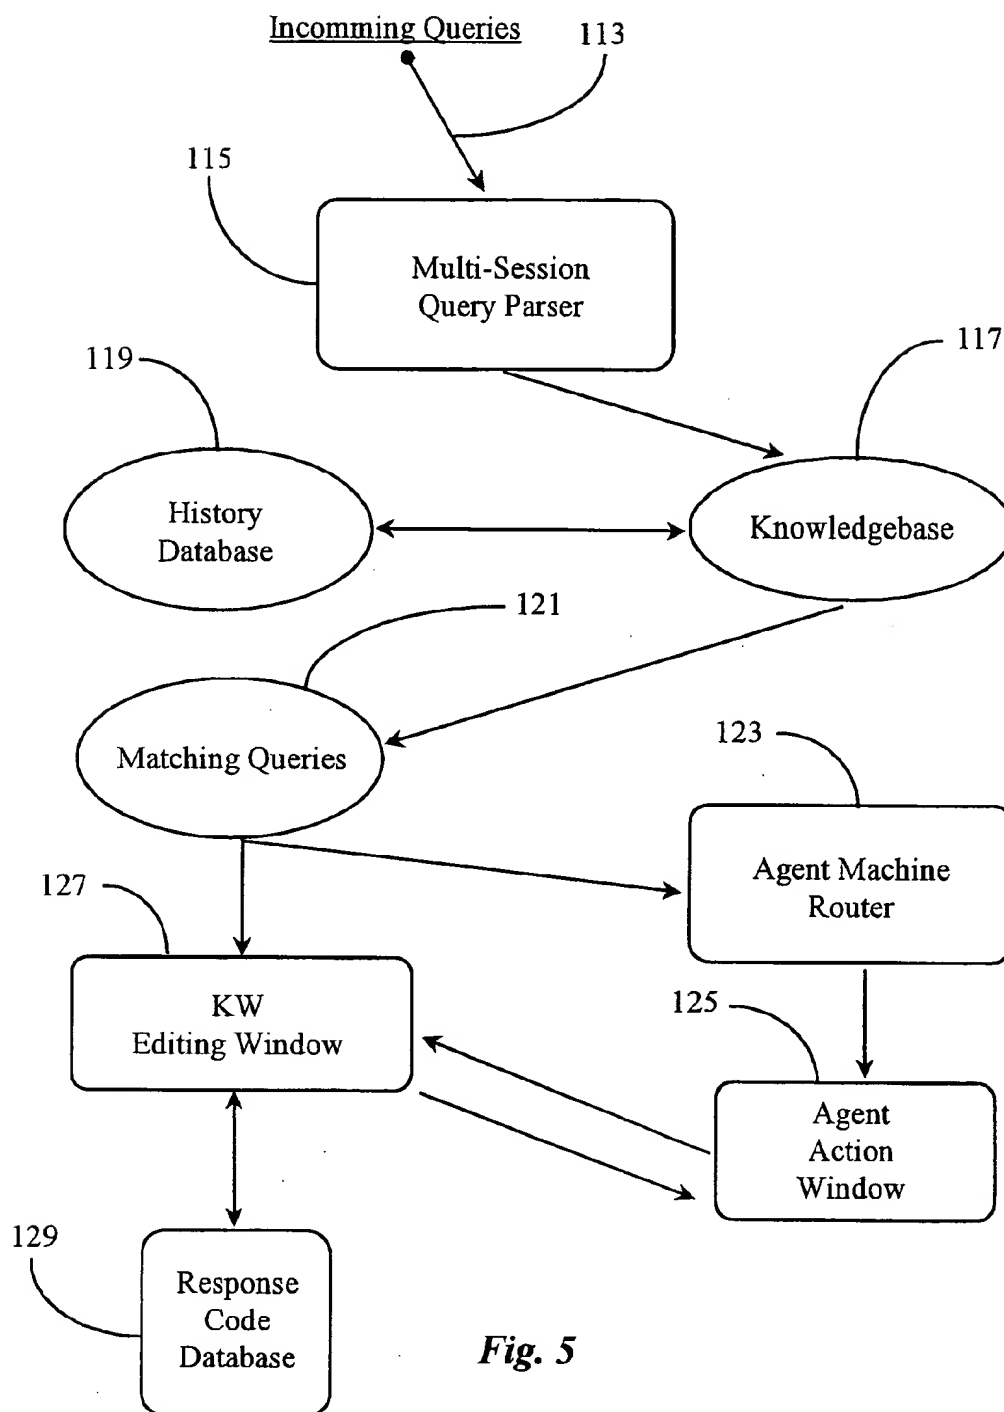 Incomming Queries
113
115
Multi-Session
Query Parser
117
119
History
Database
Knowledgebase
121
Matching Queries
123
Agent Machine
Router
127
KW
Editing Window
125
Agent
Action
Window
129
Response
Code
Database
Fig. 5